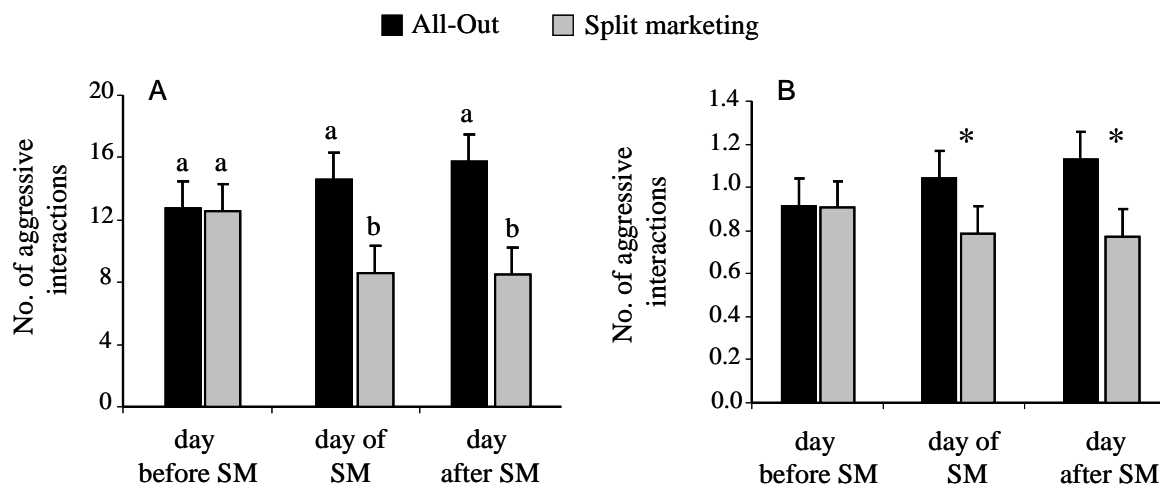 All-Out Split marketing
A
No. of aggressive
interactions
20
16
12
8
4
0
a a a b a b
day
before SM
day of
SM
day
after SM
B
No. of aggressive
interactions
1.4
1.2
1.0
0.8
0.6
0.4
0.2
0.0
* *
day
before SM
day of
SM
day
after SM